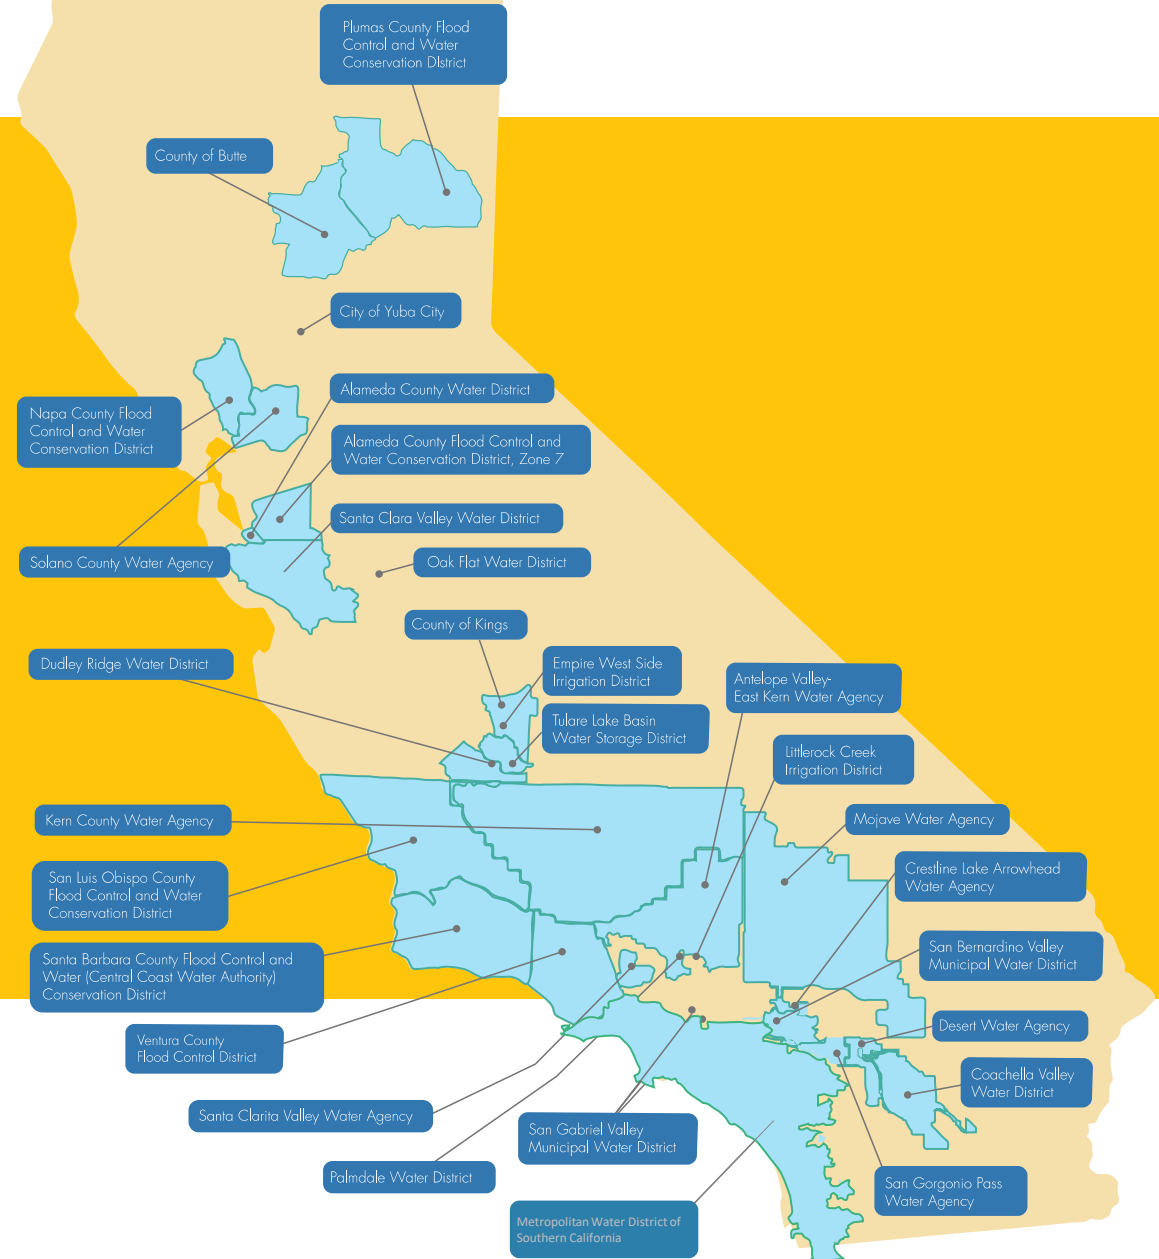 Plumas County Flood
Control and Water
Conservation District
County of Butte
City of Yuba City
Alameda County Water District
Napa County Flood
Control and Water
Conservation District
Alameda County Flood Control and
Water Conservation District, Zone 7
Santa Clara Valley Water District
Solano County Water Agency
Oak Flat Water District
County of Kings
Dudley Ridge Water District
Empire West Side
Irrigation District
Antelope Valley-
East Kern Water Agency
Tulare Lake Basin
Water Storage District
Littlerock Creek
Irrigation District
Kern County Water Agency
Mojave Water Agency
San Luis Obispo County
Flood Control and Water
Conservation District
Crestline Lake Arrowhead
Water Agency
Santa Barbara County Flood Control and
Water (Central Coast Water Authority)
Conservation District
San Bernardino Valley
Municipal Water District
Ventura County
Flood Control District
Desert Water Agency
Coachella Valley
Water District
Santa Clarita Valley Water Agency
San Gabriel Valley
Municipal Water District
Palmdale Water District
San Gorgonio Pass
Water Agency
Metropolitan Water District of
Southern California